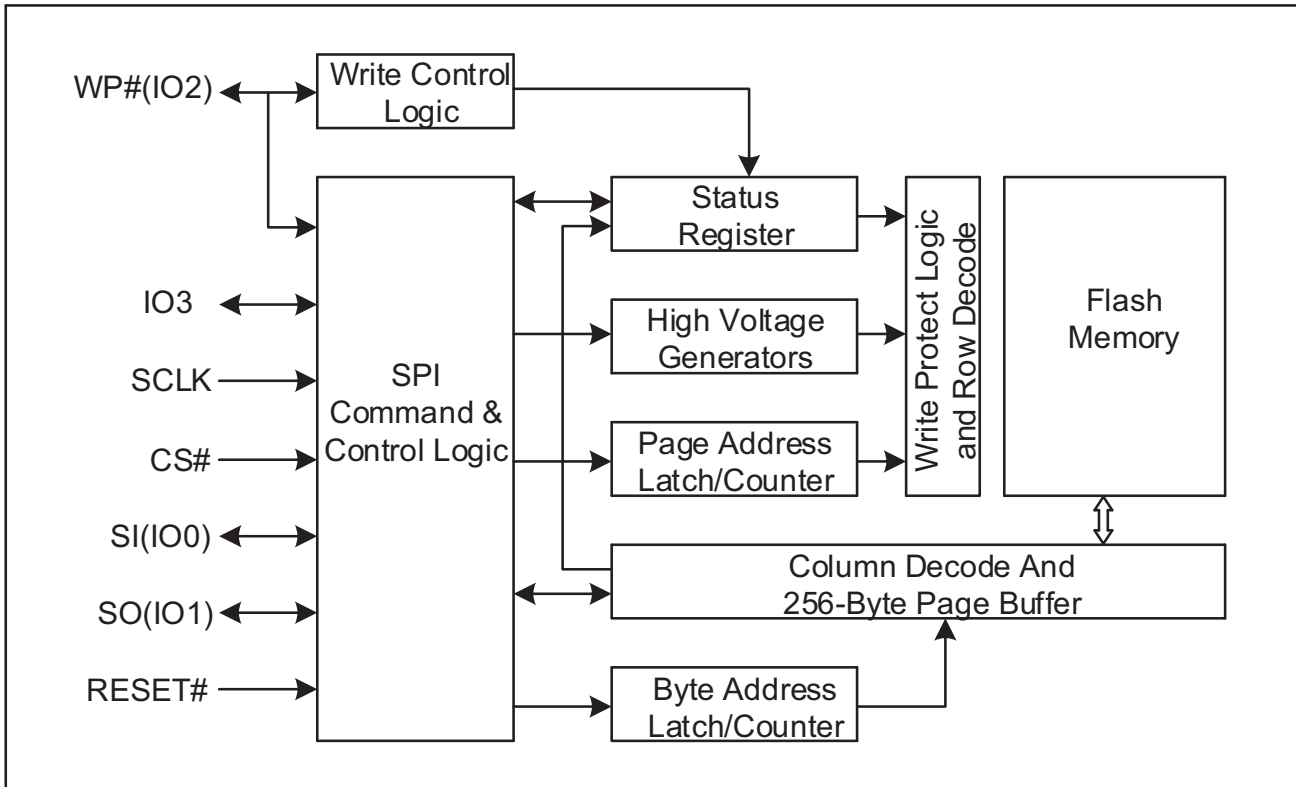 WP#(IO2)
Write Control
Logic
IO3
SCLK
CS#
SI(IO0)
SO(IO1)
RESET#
SPI
Command &
Control Logic
Status
Register
High Voltage
Generators
Page Address
Latch/Counter
Write Protect Logic
and Row Decode
Flash
Memory
Column Decode And
256-Byte Page Buffer
Byte Address
Latch/Counter